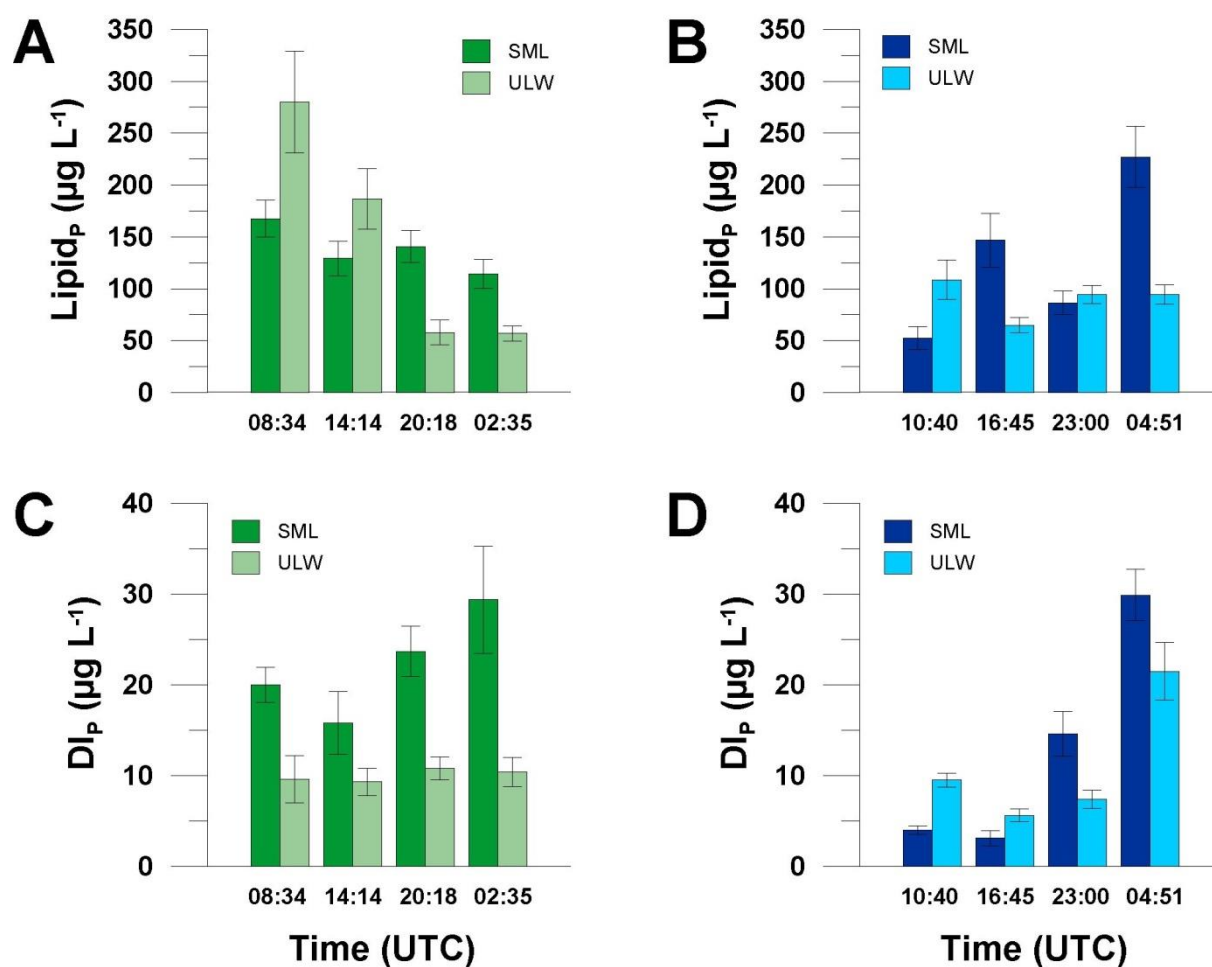 A
Lipid_P (µg L⁻¹)
350
300
250
200
150
100
50
0
SML
ULW
08:34 14:14 20:18 02:35
B
Lipid_P (µg L⁻¹)
350
300
250
200
150
100
50
0
SML
ULW
10:40 16:45 23:00 04:51
C
DI_P (µg L⁻¹)
40
30
20
10
0
SML
ULW
08:34 14:14 20:18 02:35
Time (UTC)
D
DI_P (µg L⁻¹)
40
30
20
10
0
SML
ULW
10:40 16:45 23:00 04:51
Time (UTC)